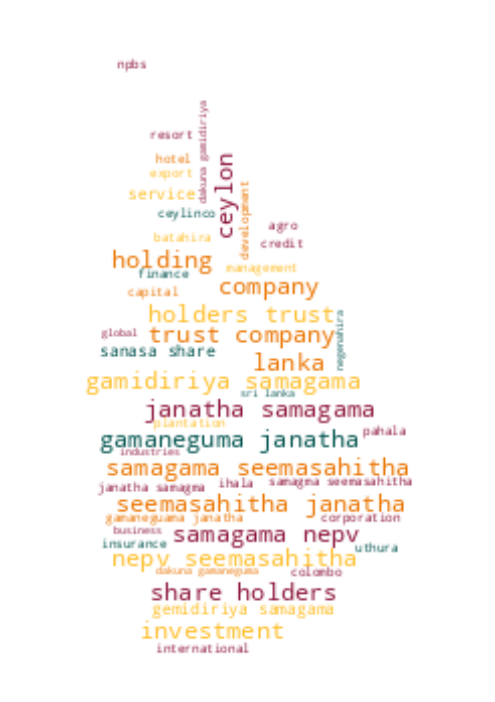 npbs
dakuna gamidiriya
resort
hotel
export
ceylon
service
development
ceylinco
agro
batahira
credit
holding
management
finance
company
capital
holders trust
global
trust company
negenahira
sanasa share
lanka
gamidiriya samagama
sri lanka
janatha samagama
plantation
pahala
gamaneguma janatha
industries
samagama seemasahitha
janatha samagma
ihala
samagma seemasahitha
seemasahitha janatha
gamaneguama janatha
corporation
business
samagama nepv
insurance
uthura
nepv seemasahitha
dakuna gamaneguma
colombo
share holders
gemidiriya samagama
investment
international